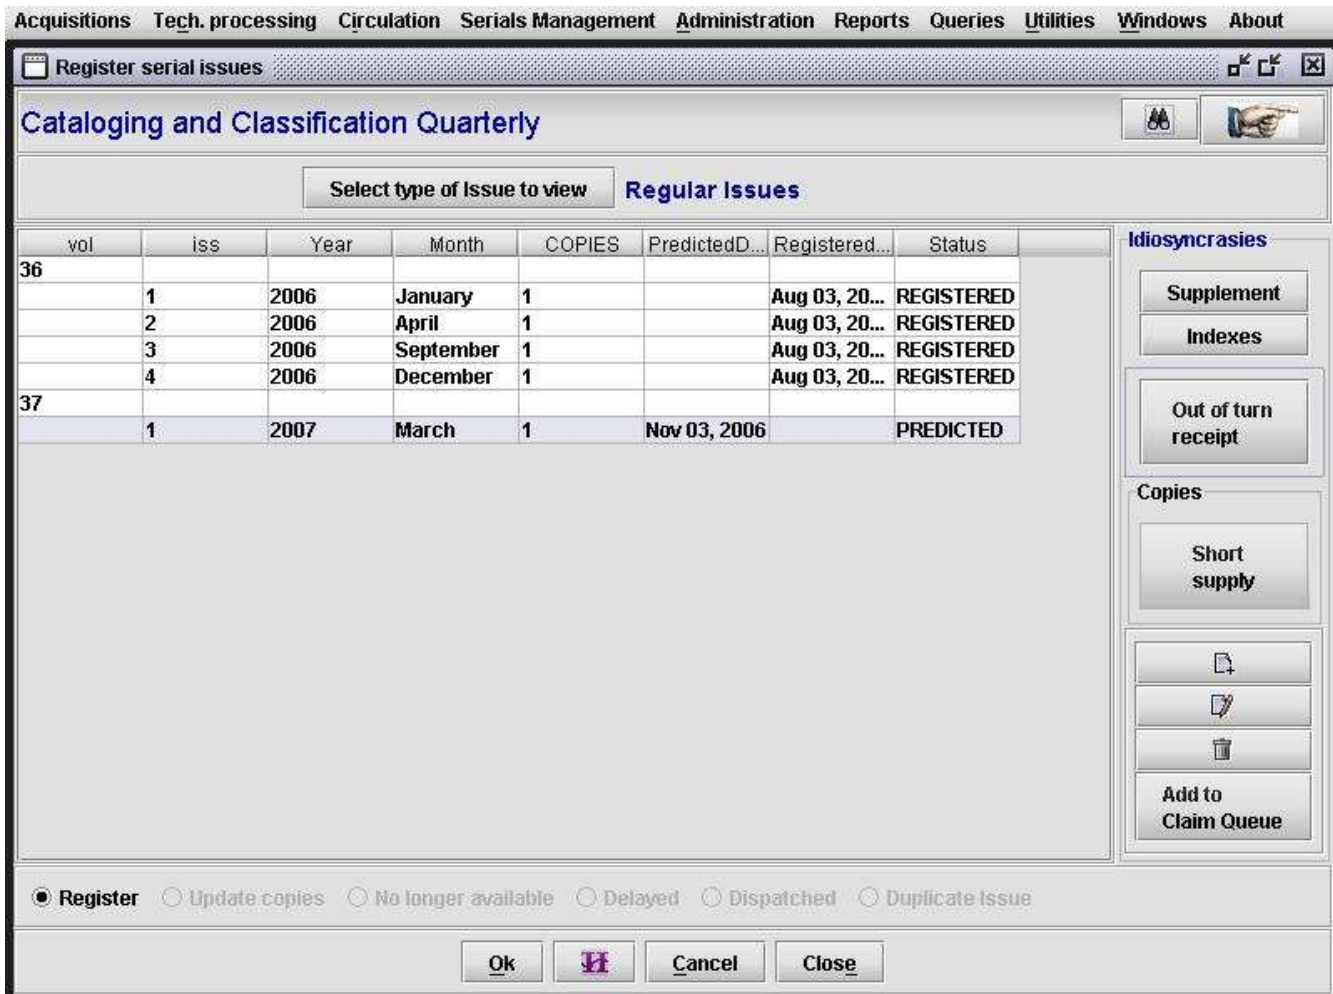 Acquisitions Tech. processing Circulation Serials Management Administration Reports Queries Utilities Windows About
Register serial issues
Cataloging and Classification Quarterly
Select type of Issue to view Regular Issues
vol iss Year Month COPIES PredictedD... Registered... Status
36
1 2006 January 1 Aug 03, 20... REGISTERED
2 2006 April 1 Aug 03, 20... REGISTERED
3 2006 September 1 Aug 03, 20... REGISTERED
4 2006 December 1 Aug 03, 20... REGISTERED
37
1 2007 March 1 Nov 03, 2006 PREDICTED
Idiosyncrasies
Supplement
Indexes
Out of turn
receipt
Copies
Short
supply
Add to
Claim Queue
Register Update copies No longer available Delayed Dispatched Duplicate Issue
Ok Cancel Close